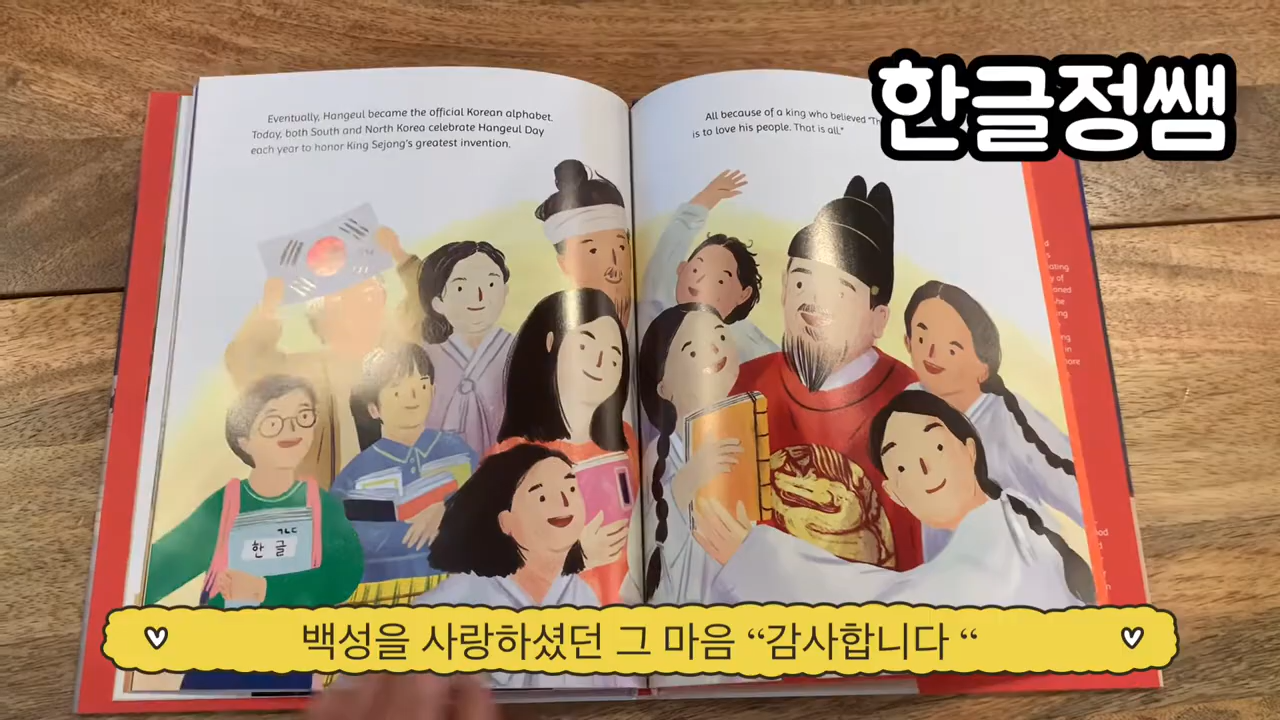 한글정쌤
Eventually, Hangeul became the official Korean alphabet.
Today, both South and North Korea celebrate Hangeul Day
each year to honor King Sejong's greatest invention.
All because of a king who believed "Th
is to love his people. That is all."
ㄱㄴㄷ
한글
백성을 사랑하셨던 그 마음 “감사합니다 “